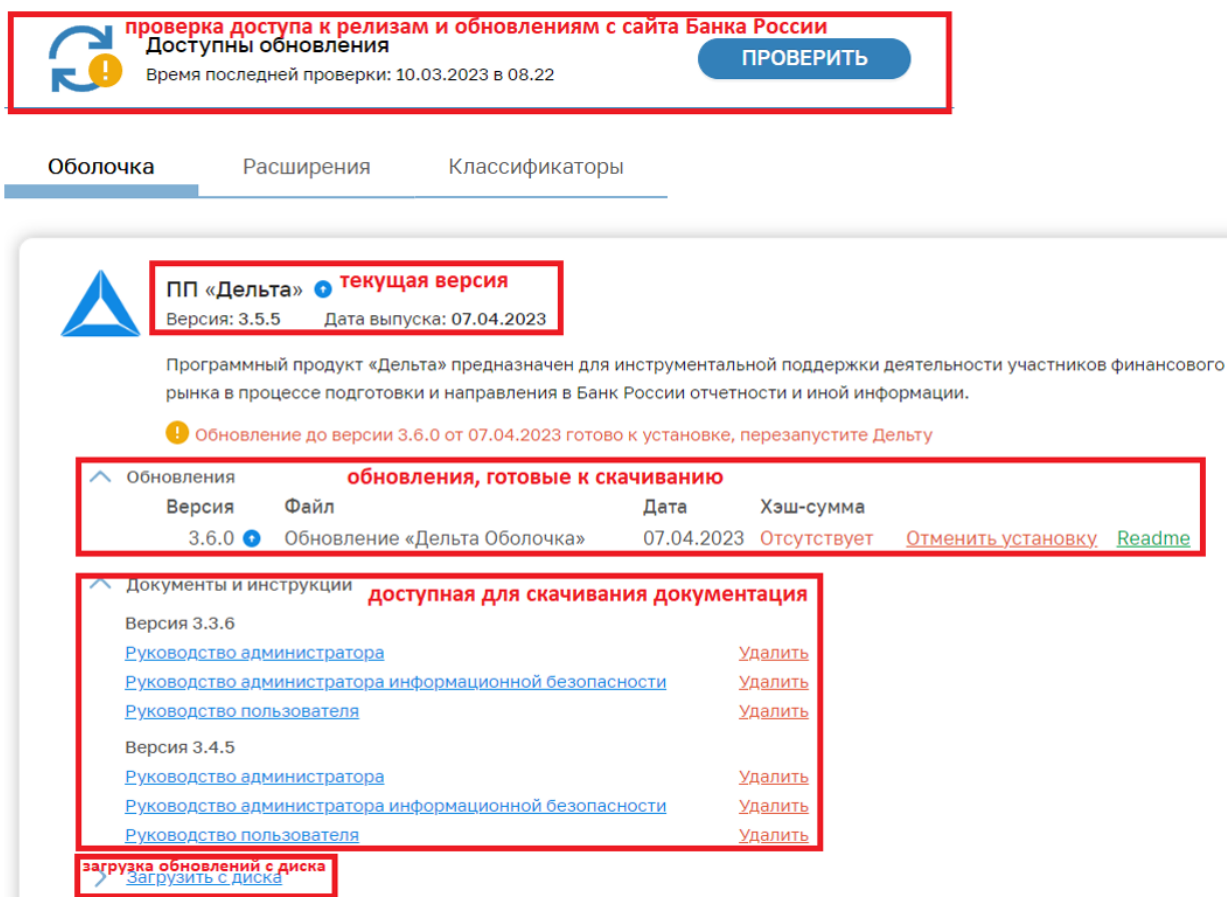 проверка доступа к релизам и обновлениям с сайта Банка России
Доступны обновления
Время последней проверки: 10.03.2023 в 08.22
ПРОВЕРИТЬ
Оболочка Расширения Классификаторы
ПП «Дельта» текущая версия
Версия: 3.5.5 Дата выпуска: 07.04.2023
Программный продукт «Дельта» предназначен для инструментальной поддержки деятельности участников финансового
рынка в процессе подготовки и направления в Банк России отчетности и иной информации.
Обновление до версии 3.6.0 от 07.04.2023 готово к установке, перезапустите Дельту
Обновления обновления, готовые к скачиванию
Версия Файл Дата Хэш-сумма
3.6.0 Обновление «Дельта Оболочка» 07.04.2023 Отсутствует Отменить установку Readme
Документы и инструкции доступная для скачивания документация
Версия 3.3.6
Руководство администратора Удалить
Руководство администратора информационной безопасности Удалить
Руководство пользователя Удалить
Версия 3.4.5
Руководство администратора Удалить
Руководство администратора информационной безопасности Удалить
Руководство пользователя Удалить
загрузка обновлений с диска
Загрузить с диска